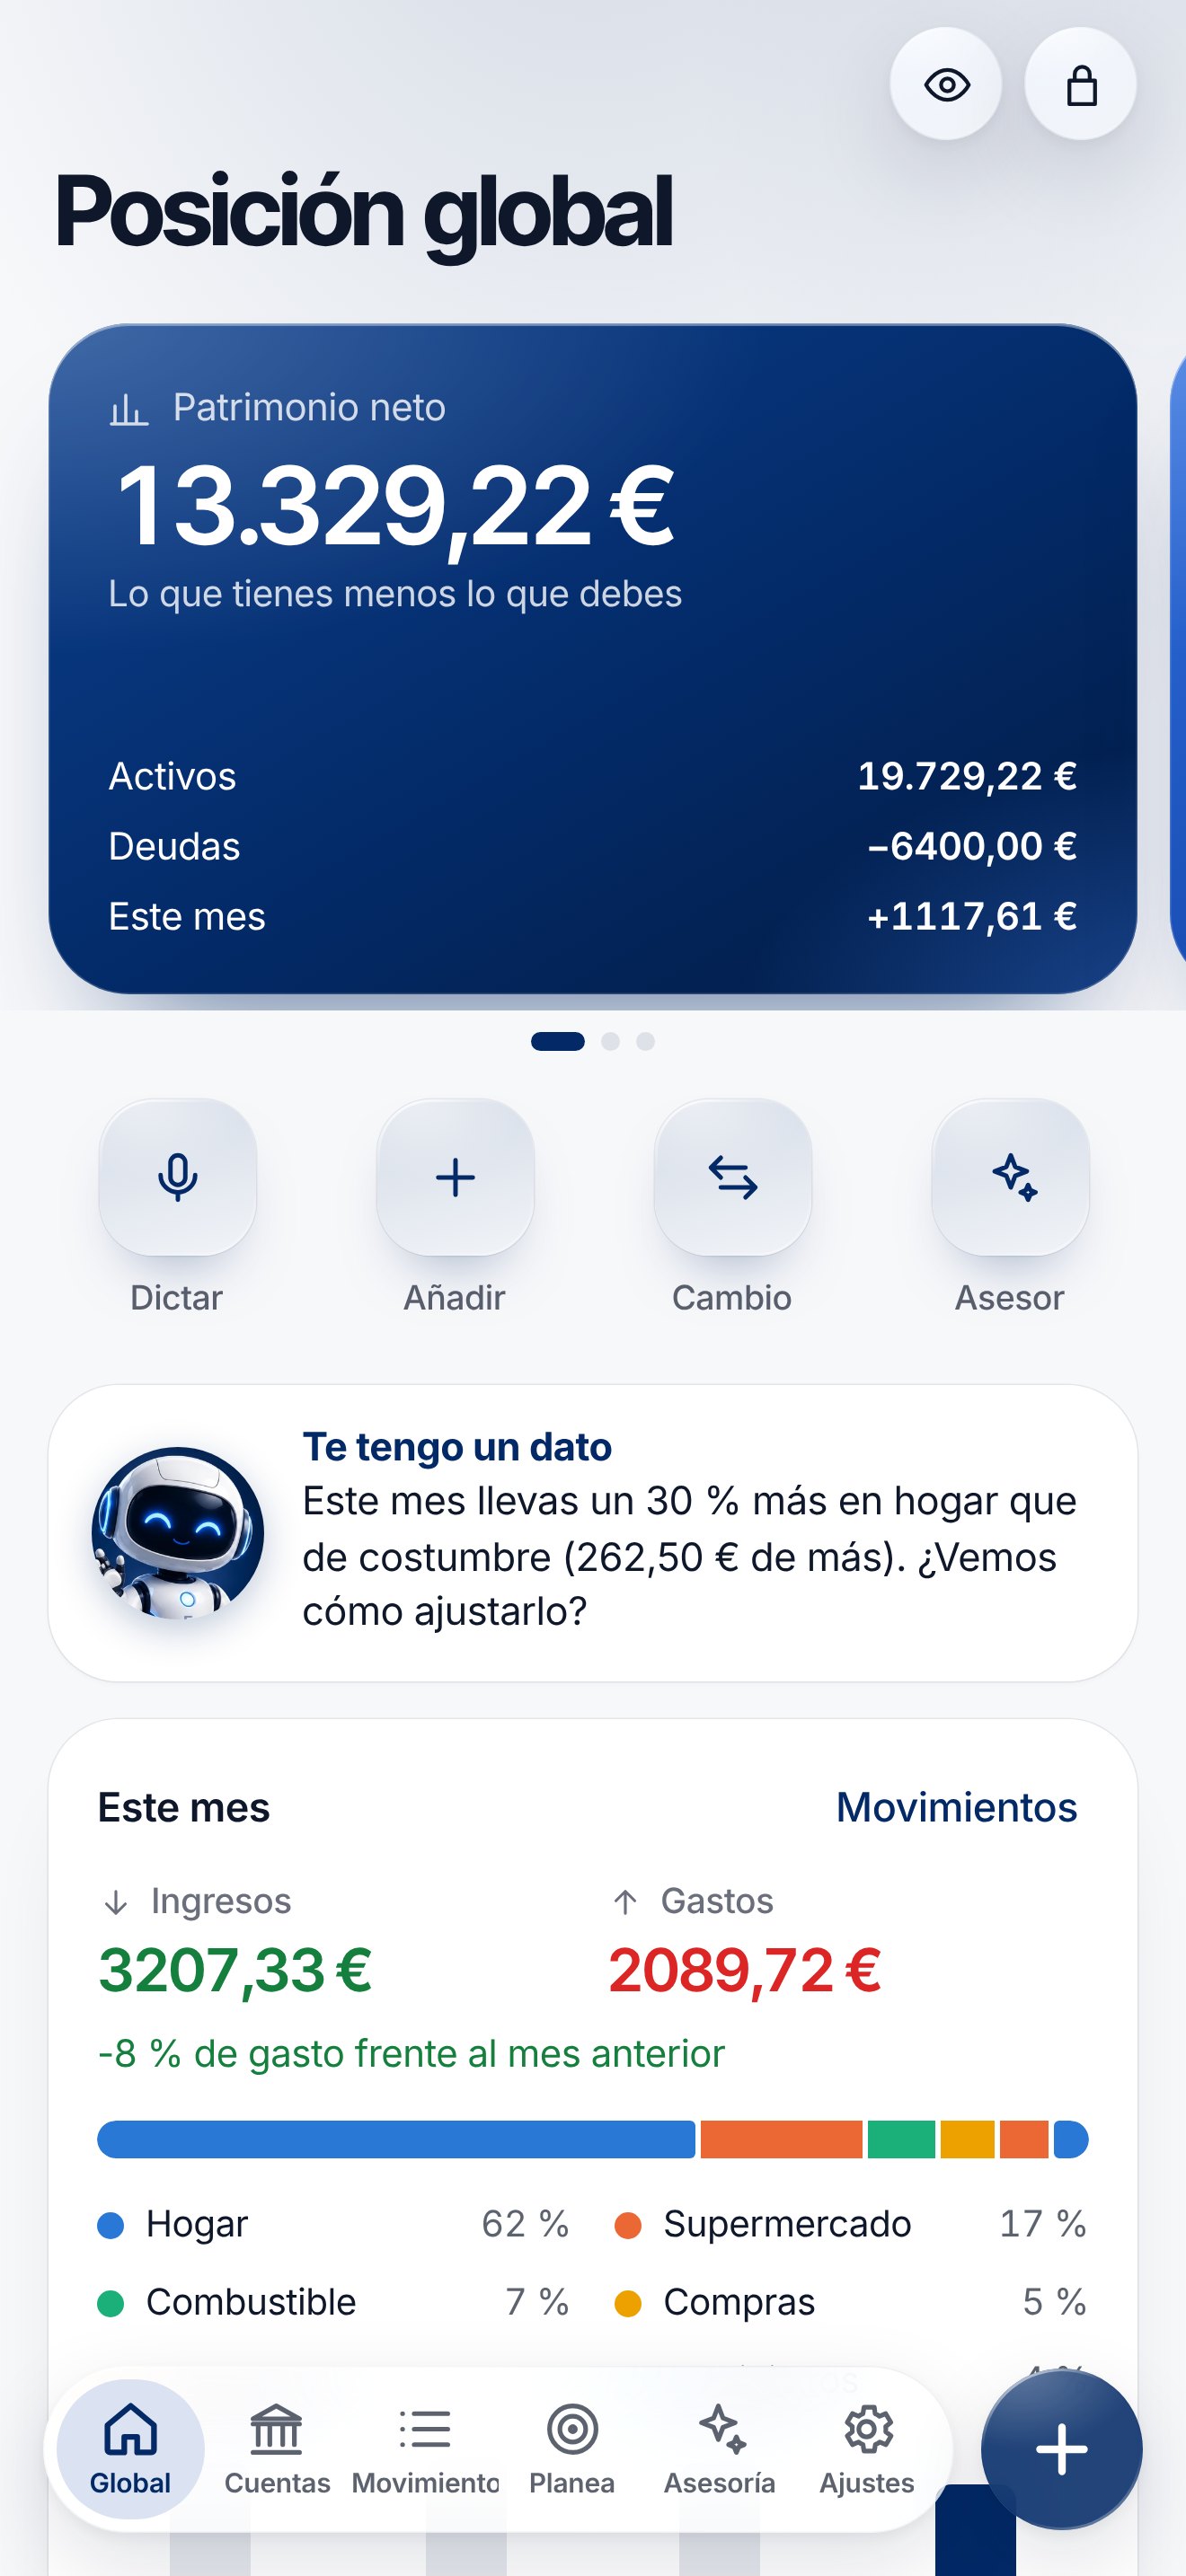 Posición global
Patrimonio neto
13.329,22 €
Lo que tienes menos lo que debes
Activos 19.729,22 €
Deudas −6400,00 €
Este mes +1117,61 €
Dictar Añadir Cambio Asesor
Te tengo un dato
Este mes llevas un 30 % más en hogar que
de costumbre (262,50 € de más). ¿Vemos
cómo ajustarlo?
Este mes Movimientos
Ingresos Gastos
3207,33 € 2089,72 €
-8 % de gasto frente al mes anterior
Hogar 62 % Supermercado 17 %
Combustible 7 % Compras 5 %
Global Cuentas Movimiento Planea Asesoría Ajustes